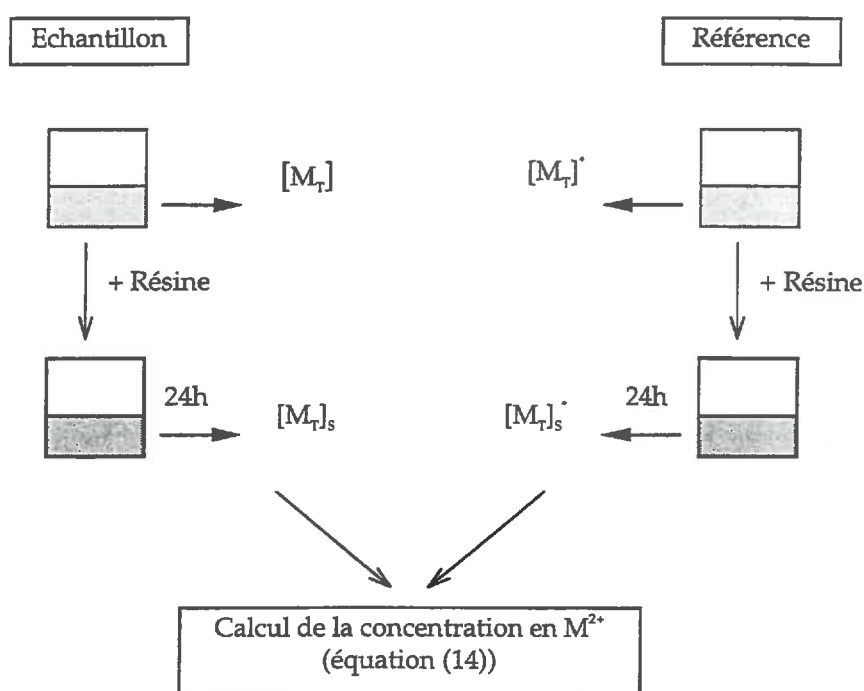 Echantillon
Référence
[M_T]
[M_T]*
+ Résine
+ Résine
24h
[M_T]_s
[M_T]_s*
24h
Calcul de la concentration en M²⁺
(équation (14))